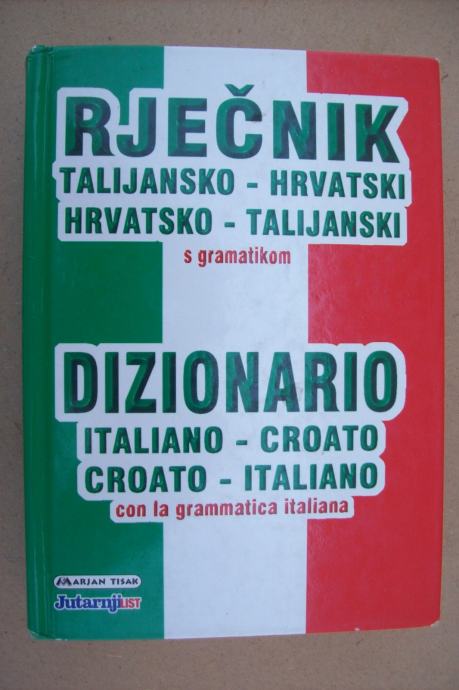 RJEČNIK
TALIJANSKO - HRVATSKI
HRVATSKO - TALIJANSKI
s gramatikom
DIZIONARIO
ITALIANO - CROATO
CROATO - ITALIANO
con la grammatica italiana
MARJAN TISAK
Jutarnji LIST